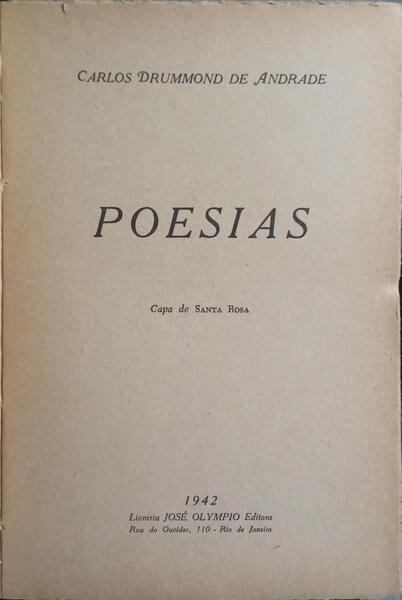 CARLOS DRUMMOND DE ANDRADE
POESIAS
Capa de SANTA ROSA
1942
Livraria JOSÉ OLYMPIO Editora
Rua do Ouvidor, 110 - Rio de Janeiro